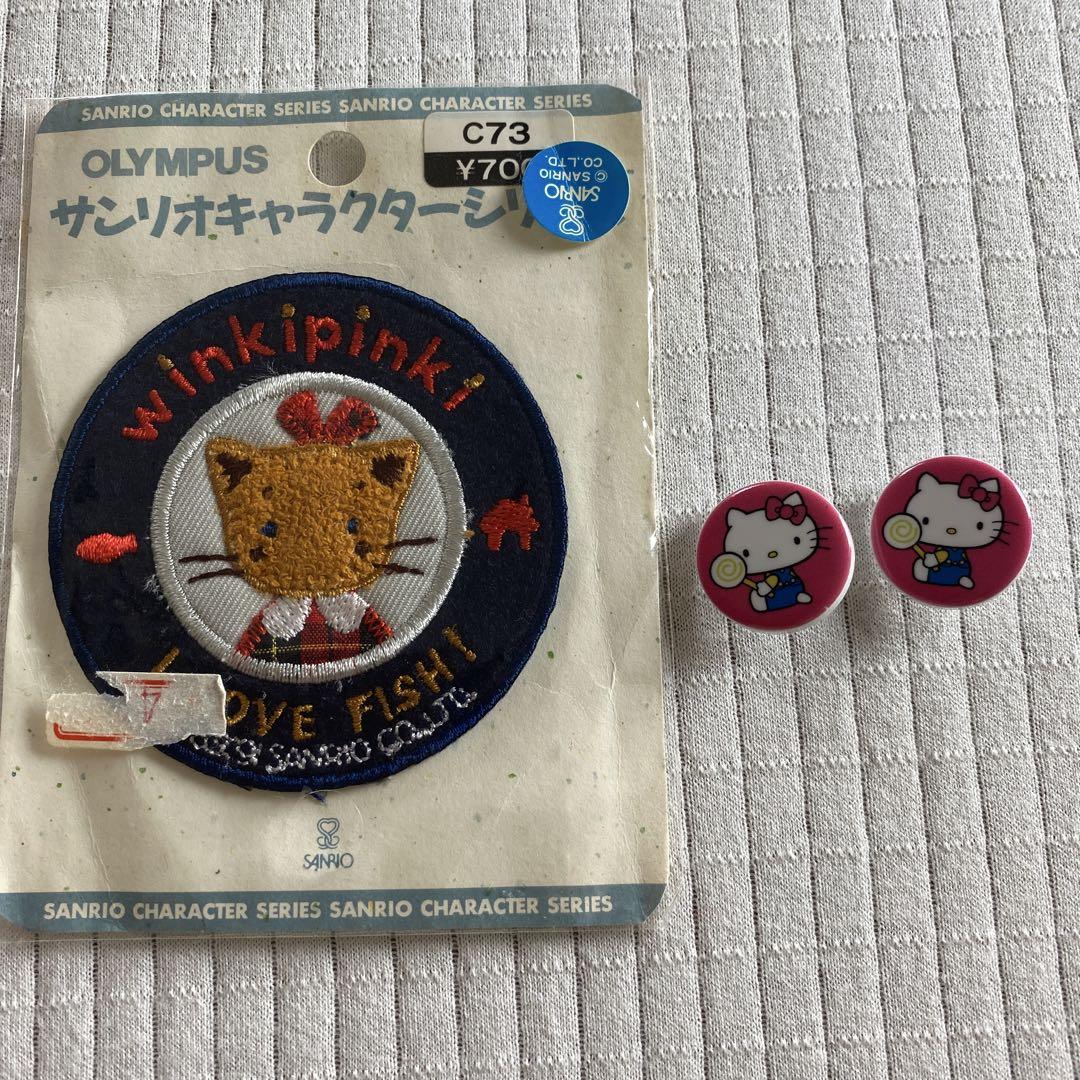 SANRIO CHARACTER SERIES SANRIO CHARACTER SERIES
C73
¥70
OLYMPUS
SANRIO
© SANRIO
CO.,LTD.
サンリオキャラクターシリ
winkipinki
I OVE FISH!
SANRIO CO.,LTD.
SANRIO
SANRIO CHARACTER SERIES SANRIO CHARACTER SERIES